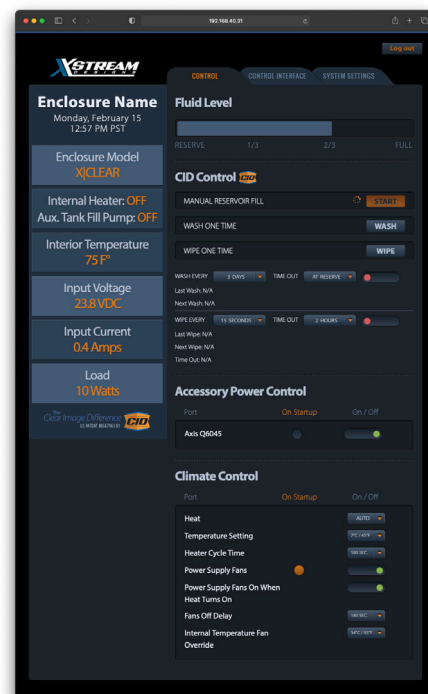 192.168.40.31
Log out
XSTREAM
DESIGNS
CONTROL
CONTROL INTERFACE
SYSTEM SETTINGS
Enclosure Name
Monday, February 15
12:57 PM PST
Enclosure Model
X|CLEAR
Internal Heater: OFF
Aux. Tank Fill Pump: OFF
Interior Temperature
75 F°
Input Voltage
23.8 VDC
Input Current
0.4 Amps
Load
10 Watts
The
Clear Image Difference
CID
Fluid Level
RESERVE 1/3 2/3 FULL
CID Control CID
MANUAL RESERVOIR FILL START
WASH ONE TIME WASH
WIPE ONE TIME WIPE
WASH EVERY 3 DAYS TIME OUT AT RESERVE
Last Wash: N/A
Next Wash: N/A
WIPE EVERY 15 SECONDS TIME OUT 2 HOURS
Last Wipe: N/A
Next Wipe: N/A
Time Out: N/A
Accessory Power Control
Port On Startup On / Off
Axis Q6045
Climate Control
Port On Startup On / Off
Heat AUTO
Temperature Setting
Heater Cycle Time 180 SEC.
Power Supply Fans
Power Supply Fans On When
Heat Turns On
Fans Off Delay 180 SEC.
Internal Temperature Fan
Override